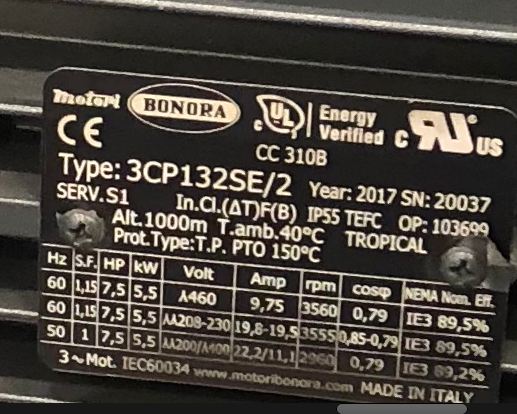 motori BONORA c UL Energy Verified c RU US
CE CC 310B
Type: 3CP132SE/2 Year: 2017 SN: 20037
SERV.S1 In.Cl.(ΔT)F(B) IP55 TEFC OP: 103699
Alt.1000m T.amb.40°C TROPICAL
Prot.Type:T.P. PTO 150°C
Hz S.F. HP kW Volt Amp rpm cosφ NEMA Nom. Eff.
60 1,15 7,5 5,5 λ460 9,75 3560 0,79 IE3 89,5%
60 1,15 7,5 5,5 λλ208-230 19,8-19,5 3555 0,85-0,79 IE3 89,5%
50 1 7,5 5,5 λλ200/λ400 22,2/11,1 2960 0,79 IE3 89,2%
3~Mot. IEC60034 www.motoribonora.com MADE IN ITALY